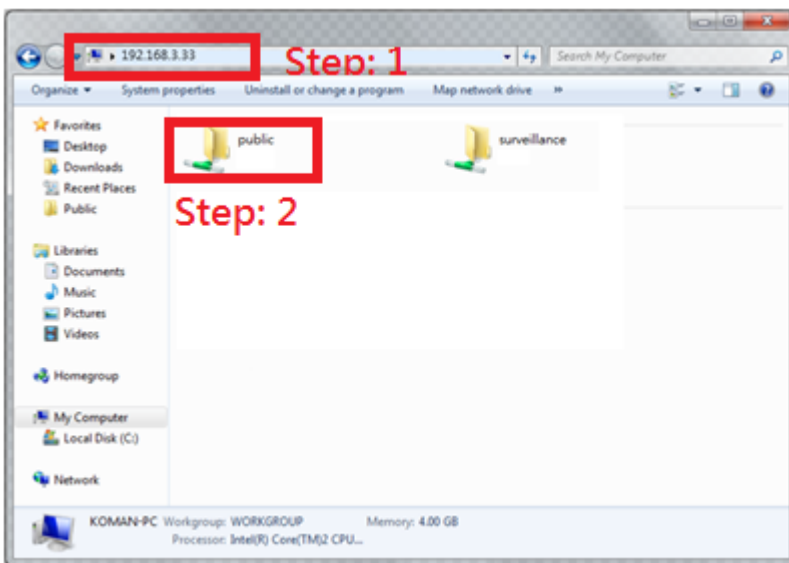 192.168.3.33
Step: 1
Search My Computer
Organize
System properties
Uninstall or change a program
Map network drive
»
Favorites
Desktop
Downloads
Recent Places
Public
Libraries
Documents
Music
Pictures
Videos
Homegroup
My Computer
Local Disk (C:)
Network
public
surveillance
Step: 2
KOMAN-PC Workgroup: WORKGROUP Memory: 4.00 GB
Processor: Intel(R) Core(TM)2 CPU...